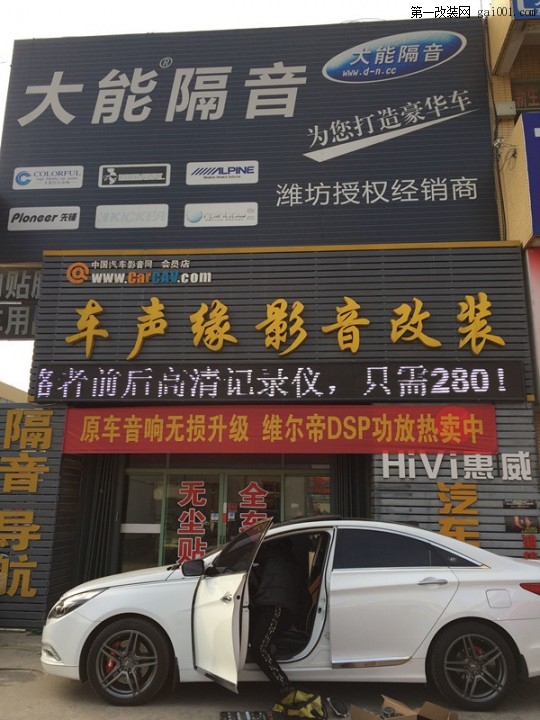 第一改装网 gai001.com
大能®隔音
大能隔音
www.d-n.cc
为您打造豪华车
COLORFUL
ALPINE
Pioneer 先锋
KICKER
潍坊授权经销商
中国汽车影音网 会员店
www.CarCAV.com
车声缘影音改装
前后高清记录仪，只需280！
原车音响无损升级 维尔帝DSP功放热卖中
HiVi惠威
隔音 导航
汽车
无尘贴
全车